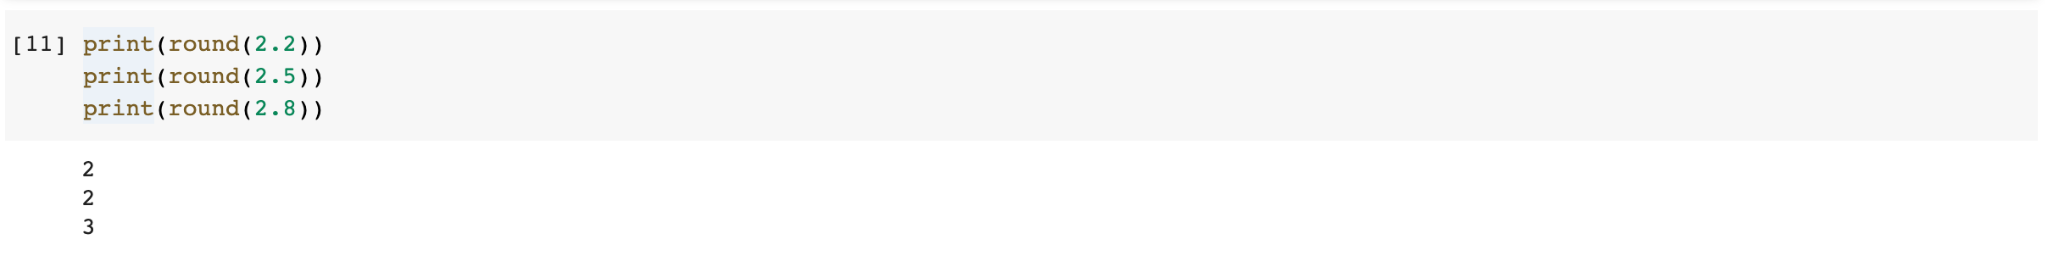 [11] print(round(2.2))
print(round(2.5))
print(round(2.8))
2
2
3